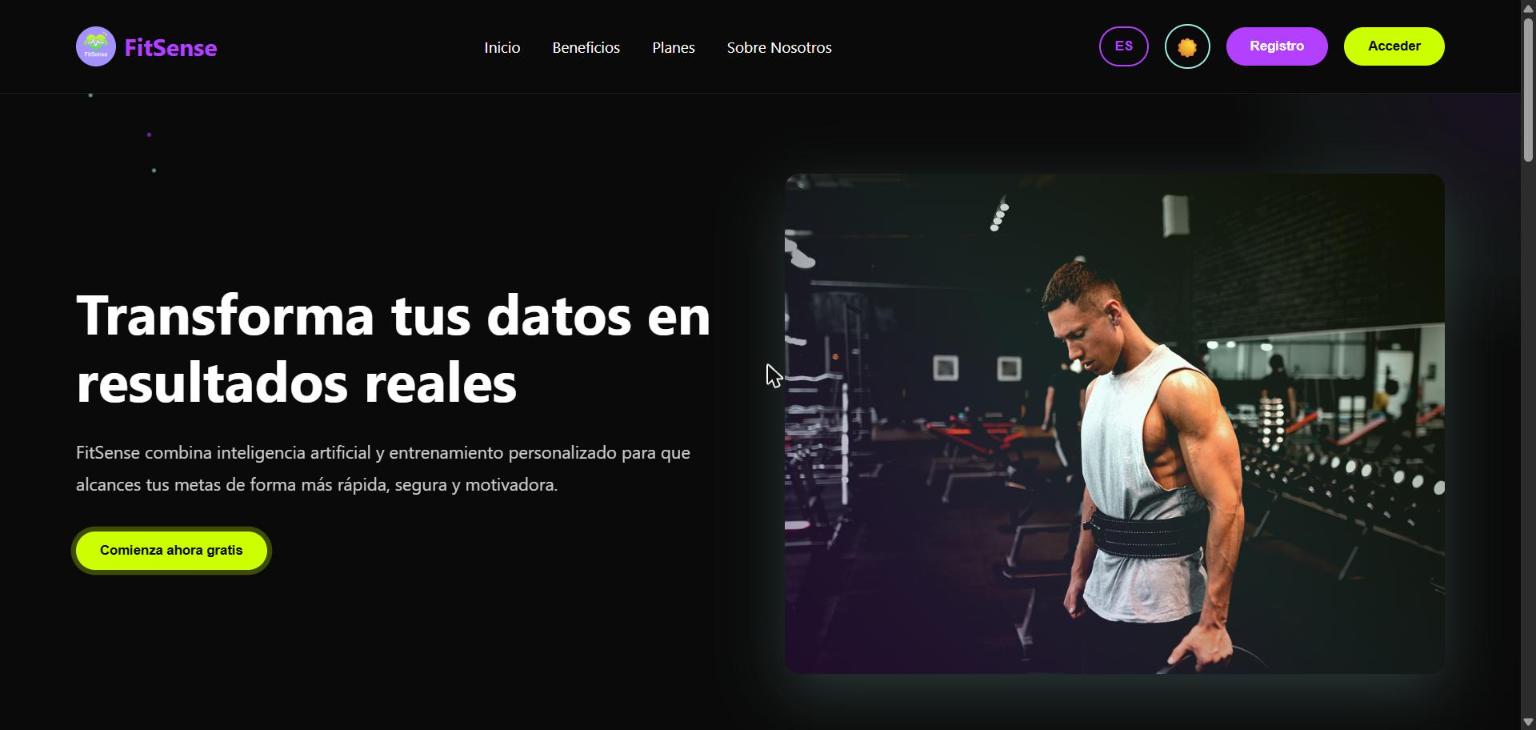 FitSense
Inicio
Beneficios
Planes
Sobre Nosotros
ES
Registro
Acceder
Transforma tus datos en
resultados reales
FitSense combina inteligencia artificial y entrenamiento personalizado para que
alcances tus metas de forma más rápida, segura y motivadora.
Comienza ahora gratis